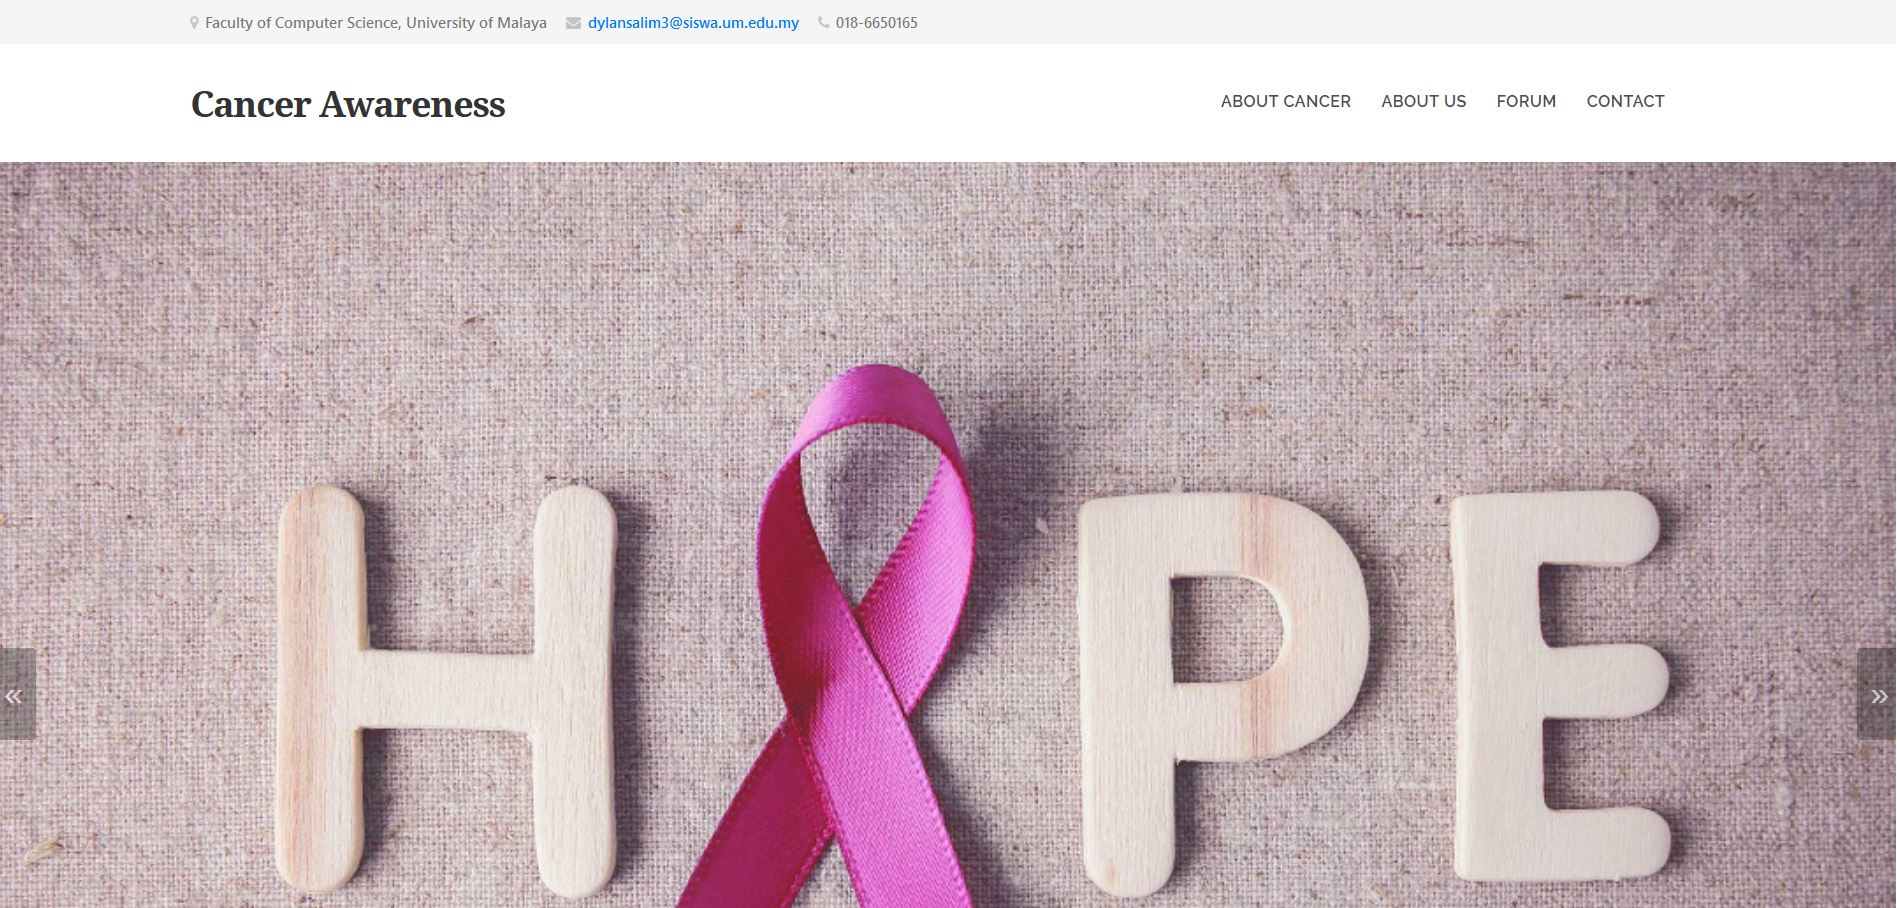 Faculty of Computer Science, University of Malaya dylansalim3@siswa.um.edu.my 018-6650165
Cancer Awareness
ABOUT CANCER ABOUT US FORUM CONTACT
H PE
« »